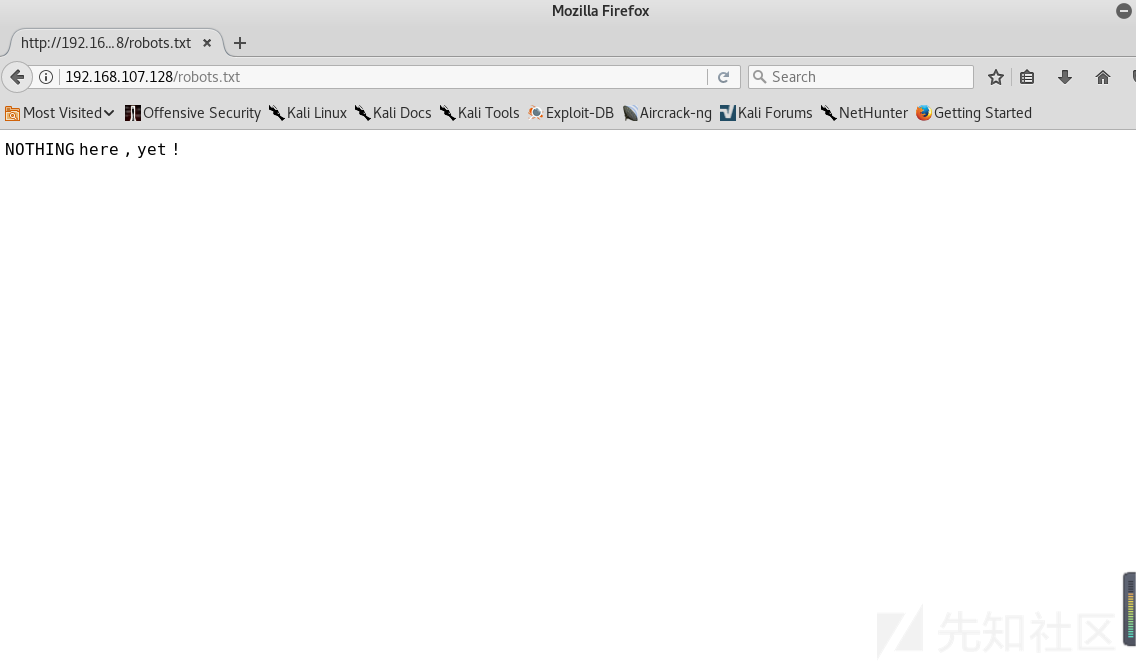 Mozilla Firefox
http://192.16...8/robots.txt
192.168.107.128/robots.txt
Search
Most Visited Offensive Security Kali Linux Kali Docs Kali Tools Exploit-DB Aircrack-ng Kali Forums NetHunter Getting Started
NOTHING here , yet !
先知社区